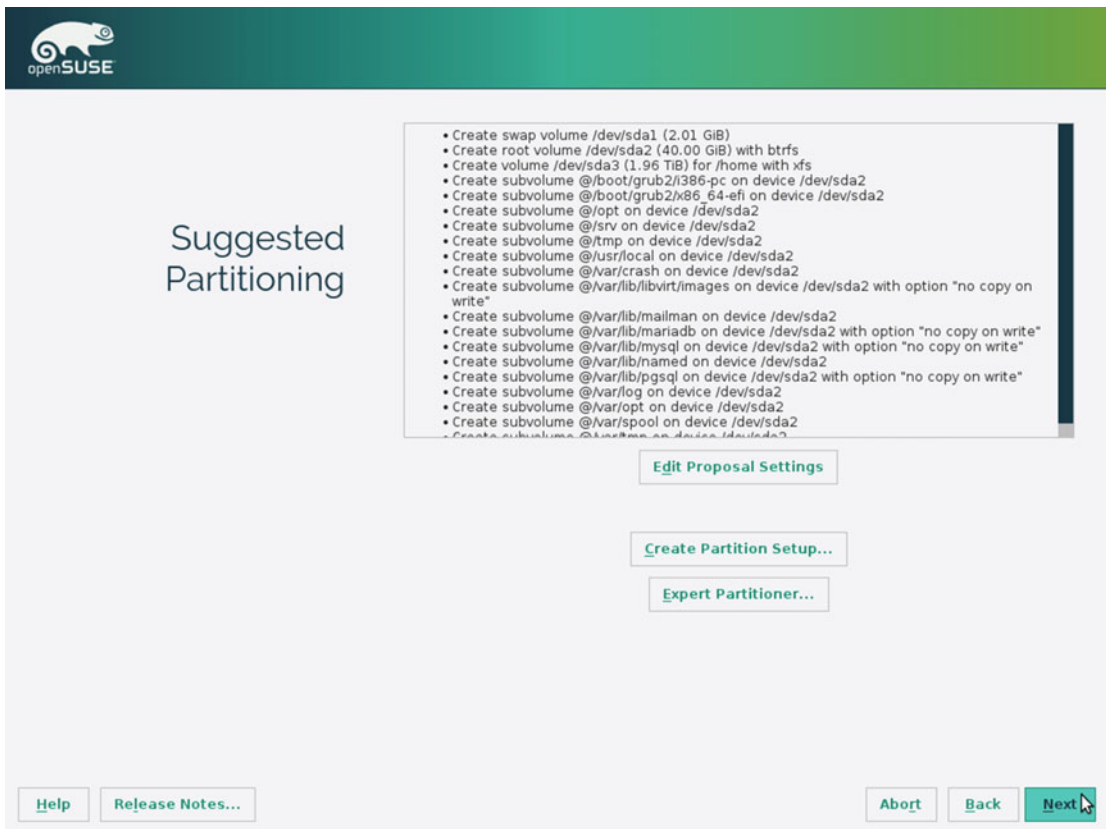 openSUSE
Suggested
Partitioning
• Create swap volume /dev/sda1 (2.01 GiB)
• Create root volume /dev/sda2 (40.00 GiB) with btrfs
• Create volume /dev/sda3 (1.96 TiB) for /home with xfs
• Create subvolume @/boot/grub2/i386-pc on device /dev/sda2
• Create subvolume @/boot/grub2/x86_64-efi on device /dev/sda2
• Create subvolume @/opt on device /dev/sda2
• Create subvolume @/srv on device /dev/sda2
• Create subvolume @/tmp on device /dev/sda2
• Create subvolume @/usr/local on device /dev/sda2
• Create subvolume @/var/crash on device /dev/sda2
• Create subvolume @/var/lib/libvirt/images on device /dev/sda2 with option "no copy on
write"
• Create subvolume @/var/lib/mailman on device /dev/sda2
• Create subvolume @/var/lib/mariadb on device /dev/sda2 with option "no copy on write"
• Create subvolume @/var/lib/mysql on device /dev/sda2 with option "no copy on write"
• Create subvolume @/var/lib/named on device /dev/sda2
• Create subvolume @/var/lib/pgsql on device /dev/sda2 with option "no copy on write"
• Create subvolume @/var/log on device /dev/sda2
• Create subvolume @/var/opt on device /dev/sda2
• Create subvolume @/var/spool on device /dev/sda2
• Create subvolume @/var/tmp on device /dev/sda2
Edit Proposal Settings
Create Partition Setup...
Expert Partitioner...
Help
Release Notes...
Abort
Back
Next